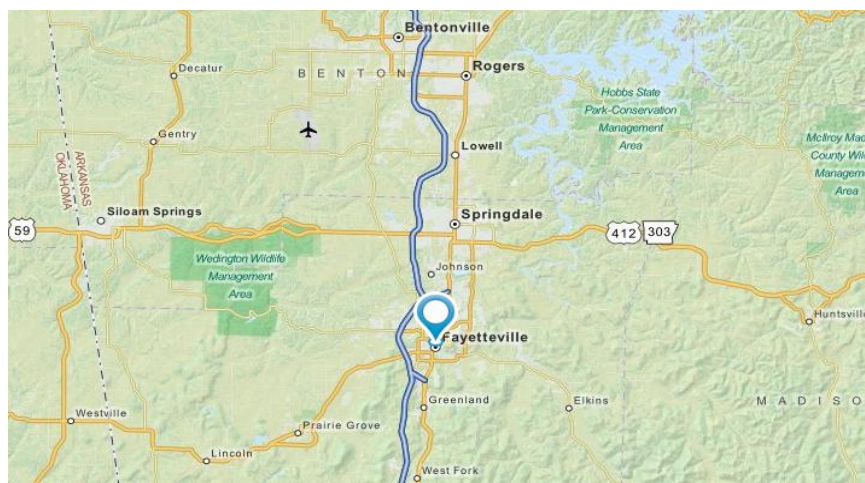 Bentonville
Decatur
BENTON
Rogers
Hobbs State
Park-Conservation
Management
Area
Gentry
Lowell
McIlroy Mad
County Wil
Managem
Area
ARKANSAS
OKLAHOMA
Siloam Springs
Springdale
59
412
303
Wedington Wildlife
Management
Area
Johnson
Huntsville
Fayetteville
Westville
Greenland
Elkins
MADISO
Prairie Grove
Lincoln
West Fork